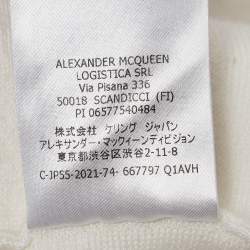 ALEXANDER MCQUEEN
LOGISTICA SRL
Via Pisana 336
50018 SCANDICCI (FI)
PI 06577540484
株式会社 ケリング ジャパン
アレキサンダー・マックイーンディビジョン
東京都渋谷区渋谷2-11-8
C-JPSS-2021-74- 667797 Q1AVH